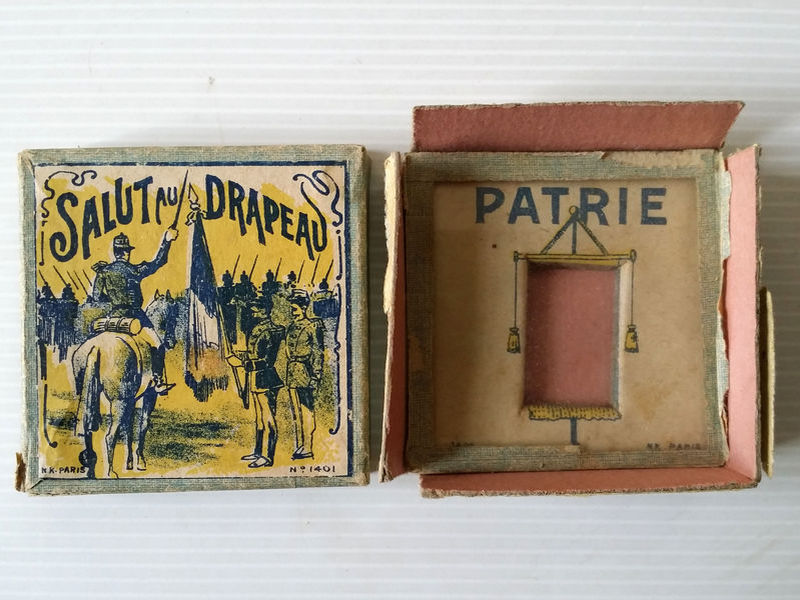 SALUT AU DRAPEAU
N.K. PARIS
Nº 1401
PATRIE
N.K. PARIS